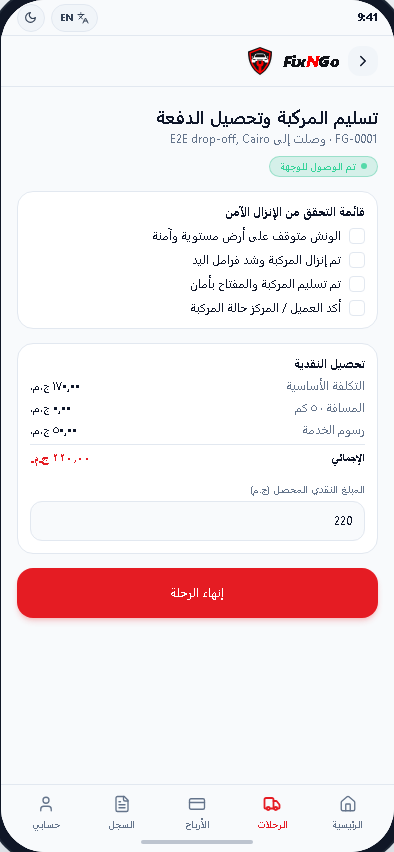 9:41
EN
FixNGo
تسليم المركبة وتحصيل الدفعة
FG-0001 · وصلت إلى E2E drop-off, Cairo
تم الوصول للوجهة
قائمة التحقق من الإنزال الآمن
الونش متوقف على أرض مستوية وآمنة
تم إنزال المركبة وشد فرامل اليد
تم تسليم المركبة والمفتاح بأمان
أكد العميل / المركز حالة المركبة
تحصيل النقدية
التكلفة الأساسية ١٧٠٫٠٠ ج.م.
المسافة ٠ ٥ كم ٠٫٠٠ ج.م.
رسوم الخدمة ٥٠٫٠٠ ج.م.
الإجمالي ٢٢٠٫٠٠ ج.م.
المبلغ النقدي المحصل (ج.م)
220
إنهاء الرحلة
الرئيسية
الرحلات
الأرباح
السجل
حسابي